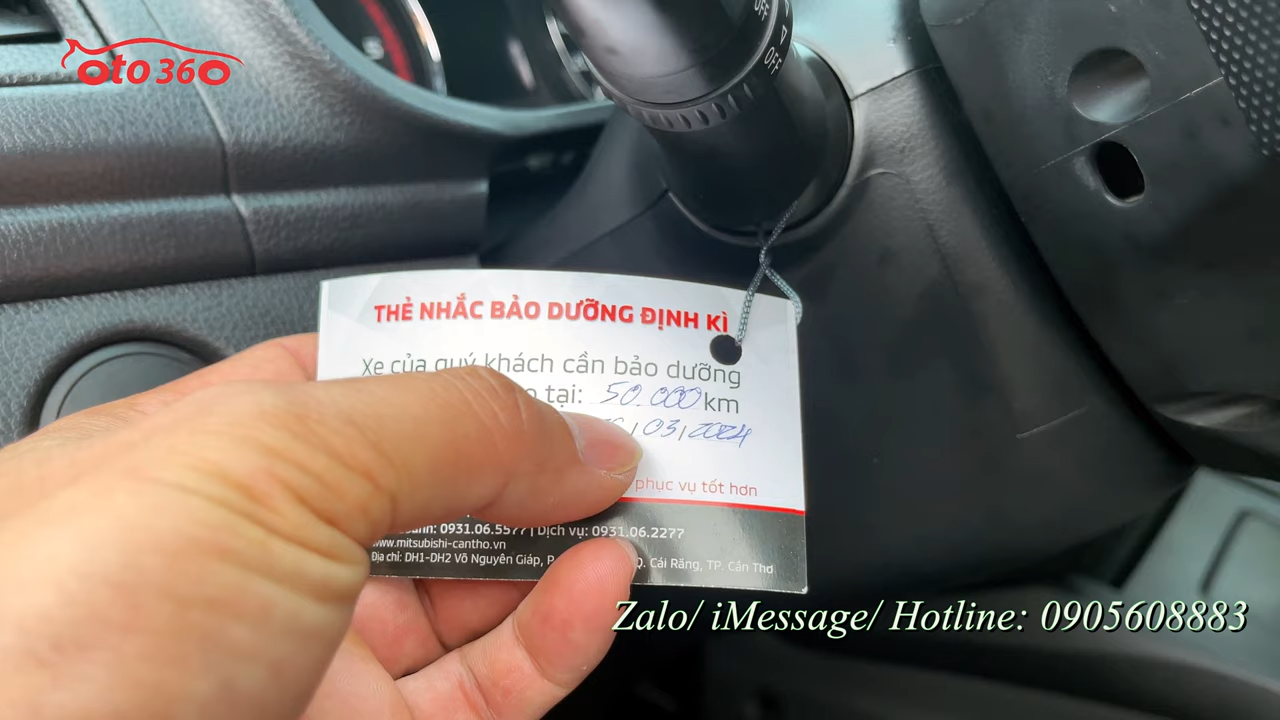 oto360
OFF
OFF
THẺ NHẮC BẢO DƯỠNG ĐỊNH KÌ
Xe của quý khách cần bảo dưỡng
tại: 50.000 km
/03/2024
phục vụ tốt hơn
0931.06.5577 | Dịch vụ: 0931.06.2277
www.mitsubishi-cantho.vn
Địa chỉ: DH1-DH2 Võ Nguyên Giáp, P. Q. Cái Răng, TP. Cần Thơ
Zalo/ iMessage/ Hotline: 0905608883